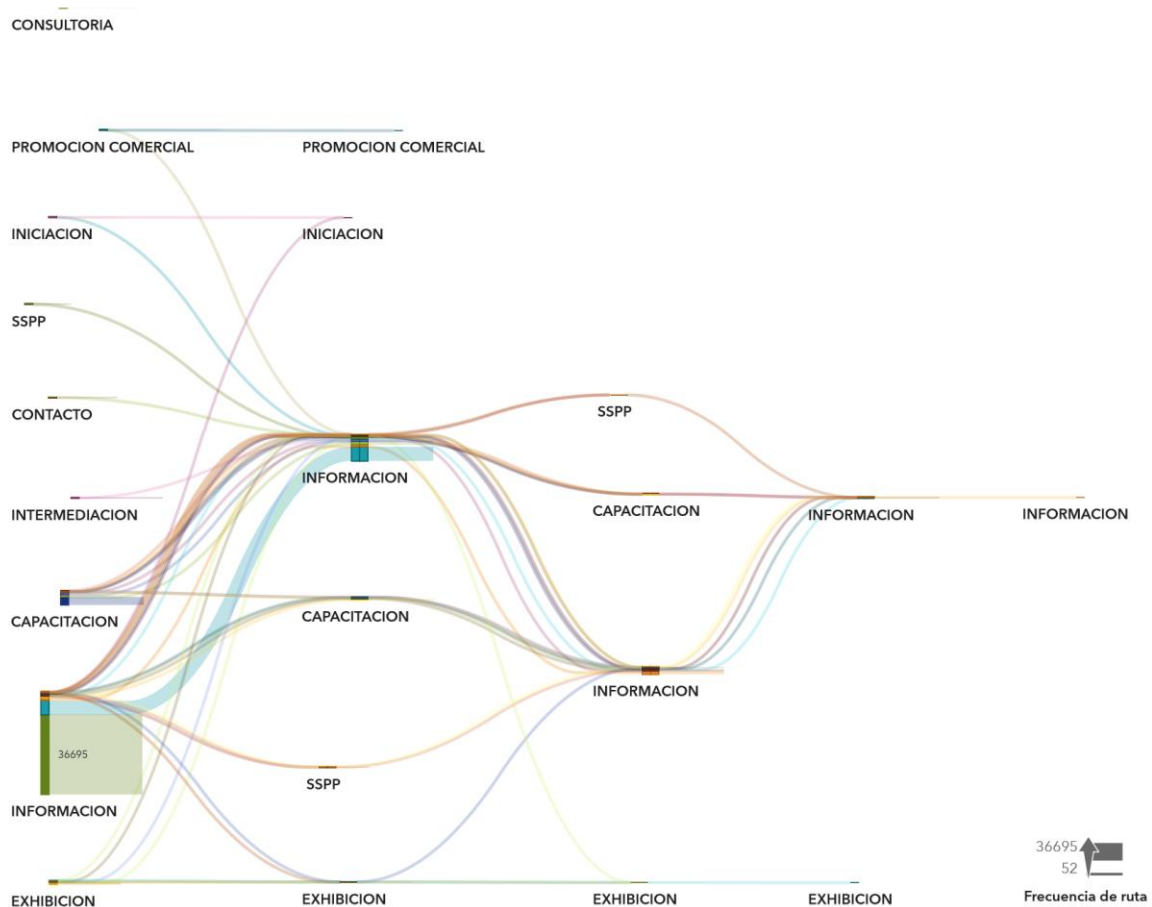 CONSULTORIA
PROMOCION COMERCIAL
PROMOCION COMERCIAL
INICIACION
INICIACION
SSPP
CONTACTO
SSPP
INFORMACION
INTERMEDIACION
CAPACITACION
INFORMACION
INFORMACION
CAPACITACION
CAPACITACION
INFORMACION
36695
SSPP
INFORMACION
EXHIBICION
EXHIBICION
EXHIBICION
EXHIBICION
36695
52
Frecuencia de ruta